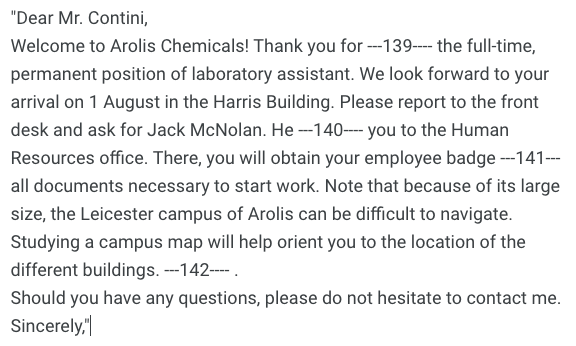 "Dear Mr. Contini,
Welcome to Arolis Chemicals! Thank you for ---139---- the full-time,
permanent position of laboratory assistant. We look forward to your
arrival on 1 August in the Harris Building. Please report to the front
desk and ask for Jack McNolan. He ---140---- you to the Human
Resources office. There, you will obtain your employee badge ---141---
all documents necessary to start work. Note that because of its large
size, the Leicester campus of Arolis can be difficult to navigate.
Studying a campus map will help orient you to the location of the
different buildings. ---142---- .
Should you have any questions, please do not hesitate to contact me.
Sincerely,"